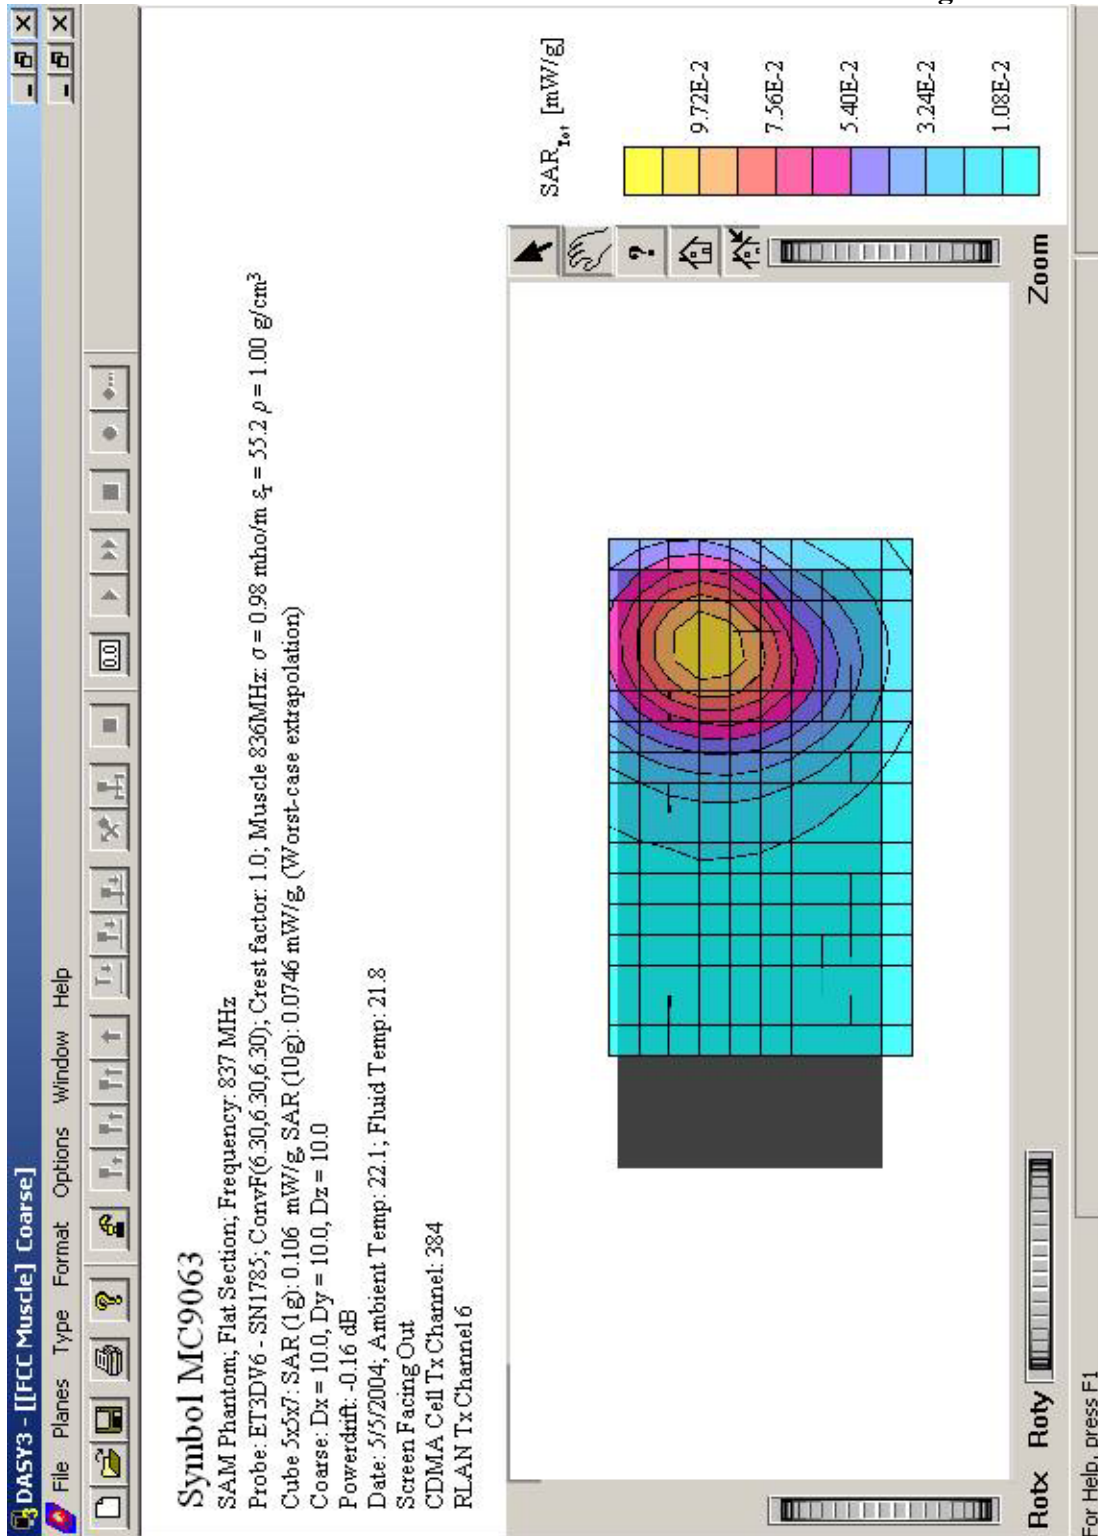 DASY3 - [[FCC Muscle] Coarse]
File Planes Type Format Options Window Help
0.0
Symbol MC9063
SAM Phantom; Flat Section; Frequency: 837 MHz
Probe: ET3DV6 - SN1785; ConvF(6.30,6.30,6.30); Crest factor: 1.0; Muscle 836MHz: σ = 0.98 mho/m εr = 55.2 ρ = 1.00 g/cm³
Cube 5x5x7: SAR (1g): 0.106 mW/g, SAR (10g): 0.0746 mW/g, (Worst-case extrapolation)
Coarse: Dx = 10.0, Dy = 10.0, Dz = 10.0
Powerdrift: -0.16 dB
Date: 5/5/2004; Ambient Temp: 22.1; Fluid Temp: 21.8
Screen Facing Out
CDMA Cell Tx Channel: 384
RLAN Tx Channel 6
SAR Tot [mW/g]
9.72E-2
7.56E-2
5.40E-2
3.24E-2
1.08E-2
Rotx Roty Zoom
For Help, press F1